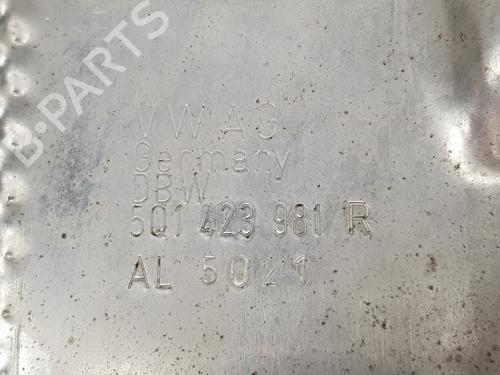 B-PARTS
VW AG
Germany
DBW
5Q1 423 981 R
AL 5021